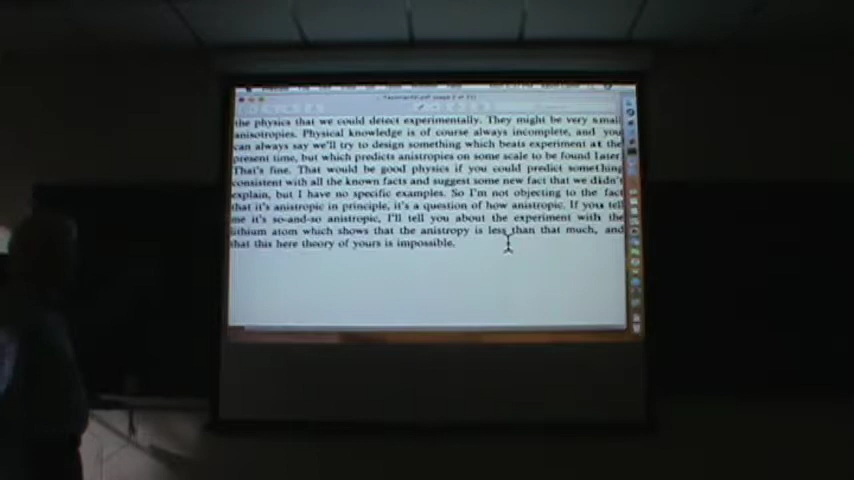 the physics that we could detect experimentally. They might be very small
anisotropies. Physical knowledge is of course always incomplete, and you
can always say we'll try to design something which beats experiment at the
present time, but which predicts anistropies on some scale to be found later
That's fine. That would be good physics if you could predict something
consistent with all the known facts and suggest some new fact that we didn't
explain, but I have no specific examples. So I'm not objecting to the fact
that it's anistropic in principle, it's a question of how anistropic. If you tell
me it's so-and-so anistropic, I'll tell you about the experiment with the
lithium atom which shows that the anistropy is less than that much, and
that this here theory of yours is impossible.